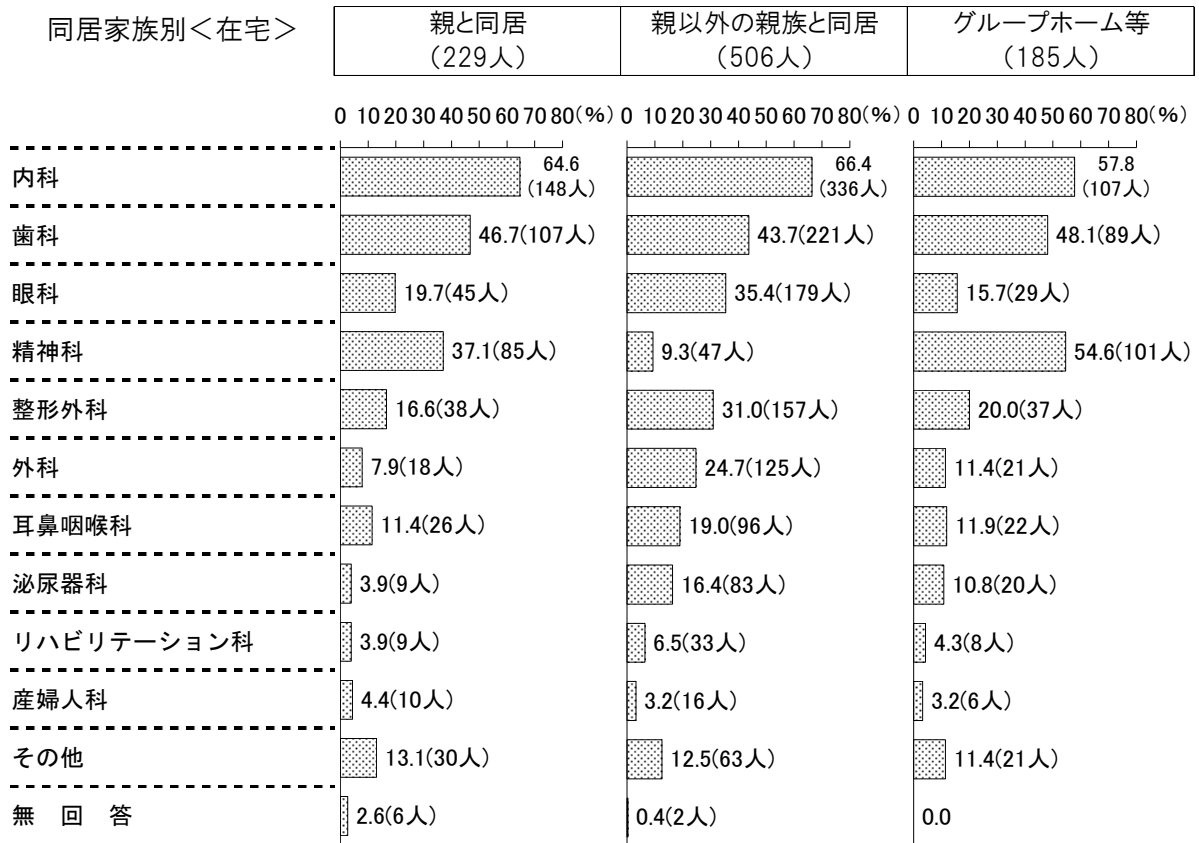 同居家族別＜在宅＞
親と同居
（229人）
親以外の親族と同居
（506人）
グループホーム等
（185人）
0 10 20 30 40 50 60 70 80(%) 0 10 20 30 40 50 60 70 80(%) 0 10 20 30 40 50 60 70 80(%)
内科 64.6 (148人) 66.4 (336人) 57.8 (107人)
歯科 46.7(107人) 43.7(221人) 48.1(89人)
眼科 19.7(45人) 35.4(179人) 15.7(29人)
精神科 37.1(85人) 9.3(47人) 54.6(101人)
整形外科 16.6(38人) 31.0(157人) 20.0(37人)
外科 7.9(18人) 24.7(125人) 11.4(21人)
耳鼻咽喉科 11.4(26人) 19.0(96人) 11.9(22人)
泌尿器科 3.9(9人) 16.4(83人) 10.8(20人)
リハビリテーション科 3.9(9人) 6.5(33人) 4.3(8人)
産婦人科 4.4(10人) 3.2(16人) 3.2(6人)
その他 13.1(30人) 12.5(63人) 11.4(21人)
無　回　答 2.6(6人) 0.4(2人) 0.0